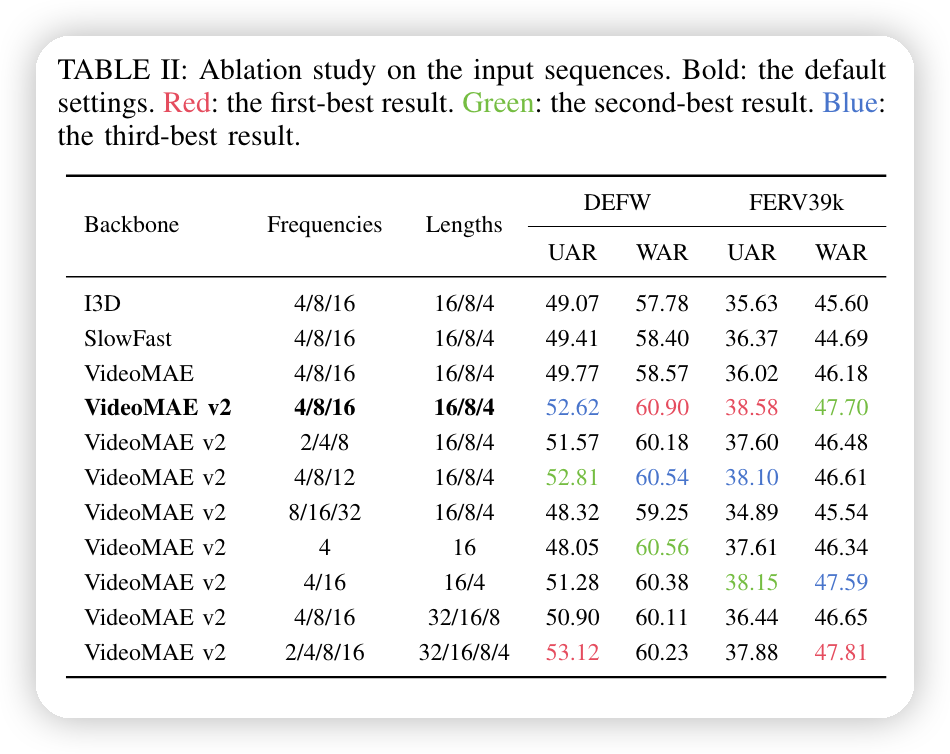 TABLE II: Ablation study on the input sequences. Bold: the default
settings. Red: the first-best result. Green: the second-best result. Blue:
the third-best result.
Backbone Frequencies Lengths DEFW FERV39k
UAR WAR UAR WAR
I3D 4/8/16 16/8/4 49.07 57.78 35.63 45.60
SlowFast 4/8/16 16/8/4 49.41 58.40 36.37 44.69
VideoMAE 4/8/16 16/8/4 49.77 58.57 36.02 46.18
VideoMAE v2 4/8/16 16/8/4 52.62 60.90 38.58 47.70
VideoMAE v2 2/4/8 16/8/4 51.57 60.18 37.60 46.48
VideoMAE v2 4/8/12 16/8/4 52.81 60.54 38.10 46.61
VideoMAE v2 8/16/32 16/8/4 48.32 59.25 34.89 45.54
VideoMAE v2 4 16 48.05 60.56 37.61 46.34
VideoMAE v2 4/16 16/4 51.28 60.38 38.15 47.59
VideoMAE v2 4/8/16 32/16/8 50.90 60.11 36.44 46.65
VideoMAE v2 2/4/8/16 32/16/8/4 53.12 60.23 37.88 47.81